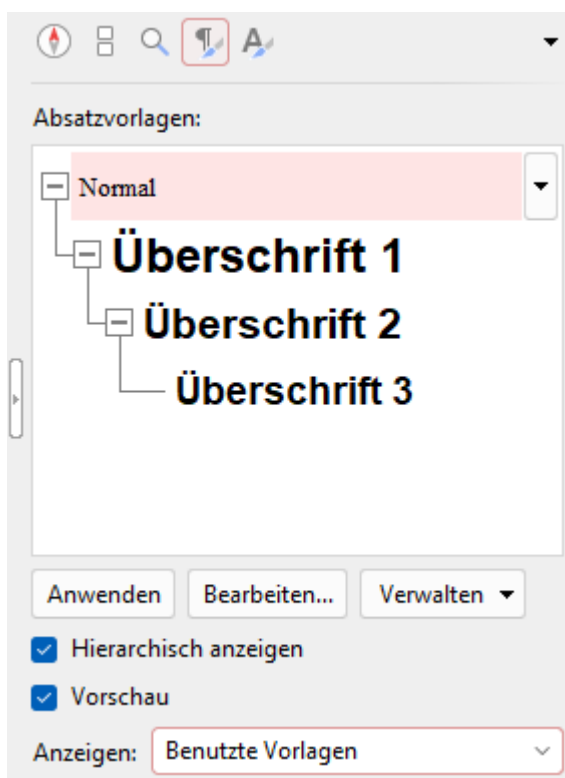 Absatzvorlagen:
Normal
Überschrift 1
Überschrift 2
Überschrift 3
Anwenden Bearbeiten... Verwalten
Hierarchisch anzeigen
Vorschau
Anzeigen: Benutzte Vorlagen